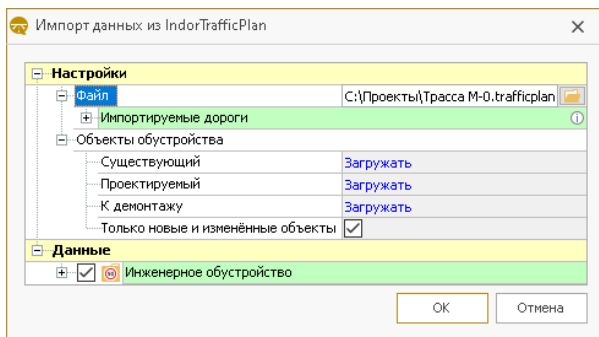 Импорт данных из IndorTrafficPlan
Настройки
Файл C:\Проекты\Трасса М-0.trafficplan
Импортируемые дороги
Объекты обустройства
Существующий Загружать
Проектируемый Загружать
К демонтажу Загружать
Только новые и изменённые объекты
Данные
Инженерное обустройство
ОК Отмена